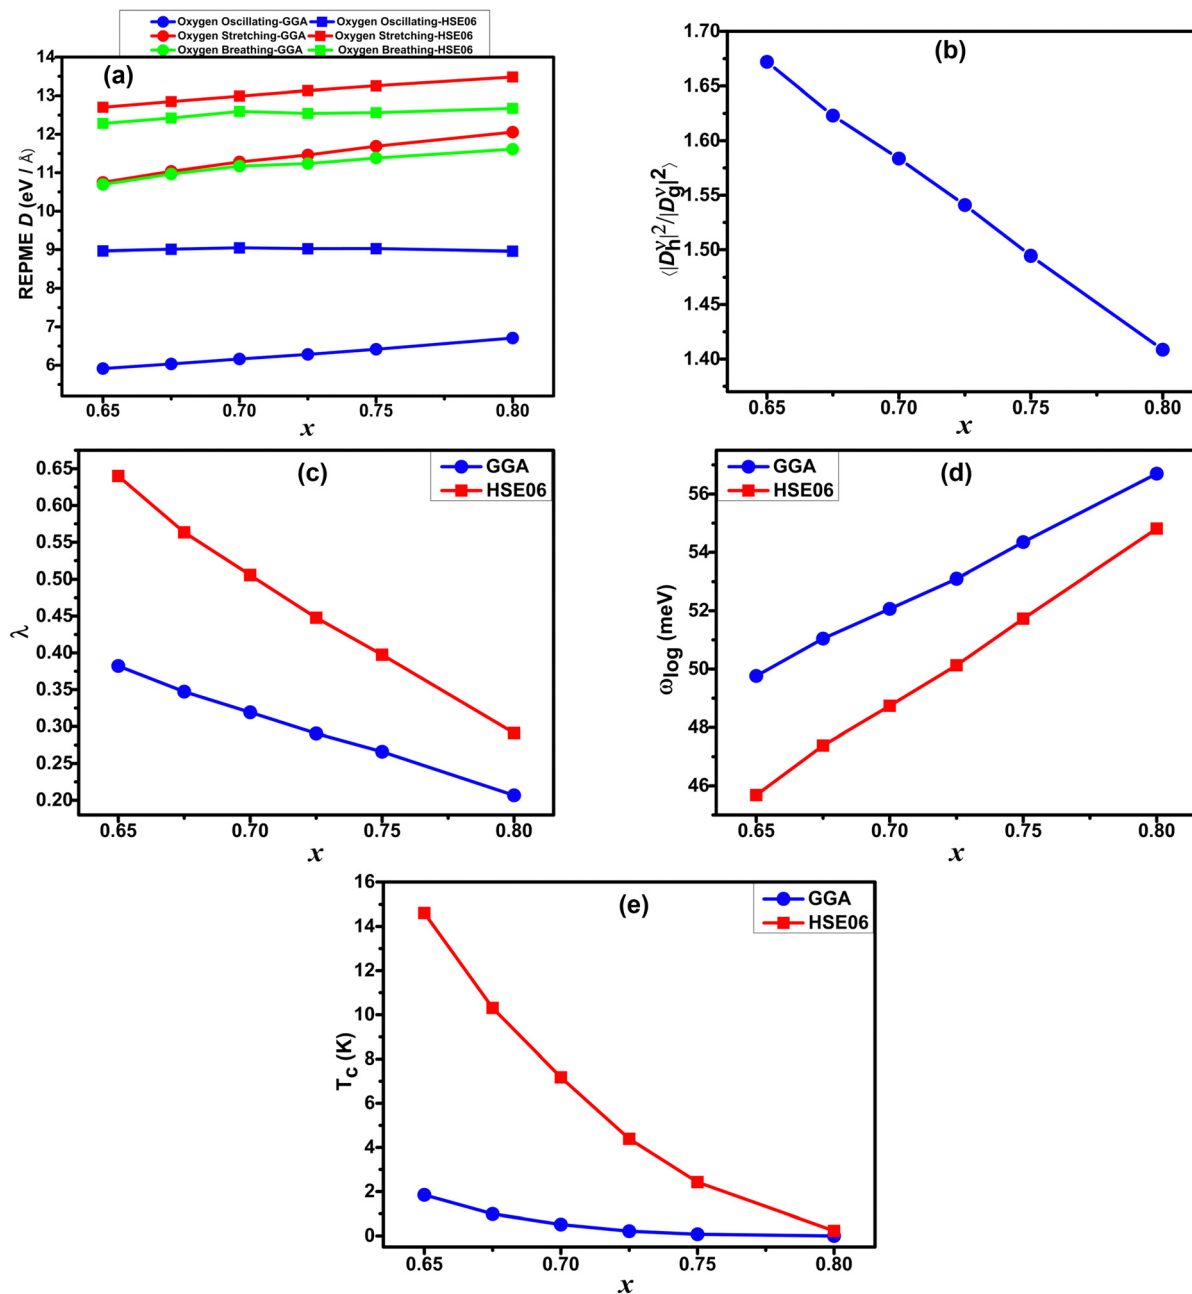 Oxygen Oscillating-GGA Oxygen Oscillating-HSE06
Oxygen Stretching-GGA Oxygen Stretching-HSE06
Oxygen Breathing-GGA Oxygen Breathing-HSE06
(a)
REPME D (eV / Å)
14
13
12
11
10
9
8
7
6
0.65 0.70 0.75 0.80
x
(b)
⟨|D_h^ν|²/|D_g^ν|²⟩
1.70
1.65
1.60
1.55
1.50
1.45
1.40
0.65 0.70 0.75 0.80
x
(c)
GGA
HSE06
λ
0.65
0.60
0.55
0.50
0.45
0.40
0.35
0.30
0.25
0.20
0.65 0.70 0.75 0.80
x
(d)
GGA
HSE06
ω_log (meV)
56
54
52
50
48
46
0.65 0.70 0.75 0.80
x
(e)
GGA
HSE06
T_C (K)
16
14
12
10
8
6
4
2
0
0.65 0.70 0.75 0.80
x